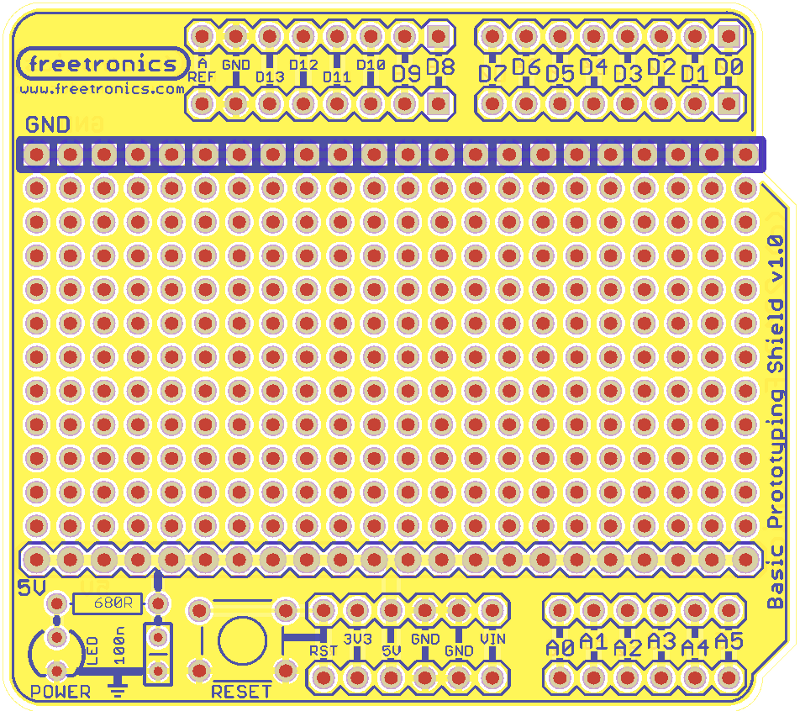 freetronics
www.freetronics.com
A REF GND D13 D12 D11 D10 D9 D8 D7 D6 D5 D4 D3 D2 D1 D0
GND
Basic Prototyping Shield v1.0
5V
680R
LED
100n
POWER
RESET
RST 3V3 5V GND GND VIN
A0 A1 A2 A3 A4 A5